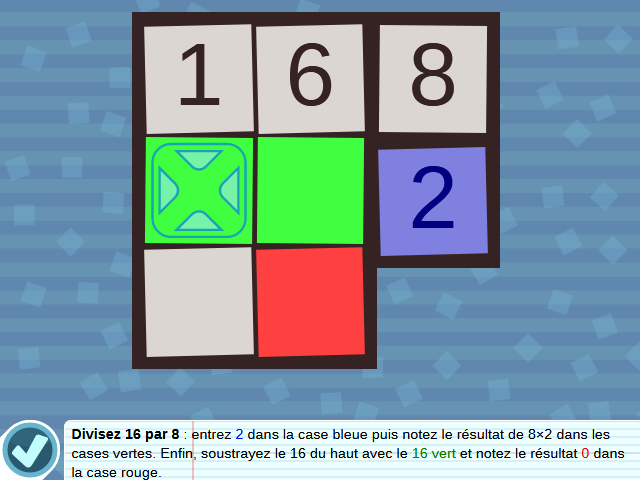 1 6 8
2
Divisez 16 par 8 : entrez 2 dans la case bleue puis notez le résultat de 8×2 dans les
cases vertes. Enfin, soustrayez le 16 du haut avec le 16 vert et notez le résultat 0 dans
la case rouge.